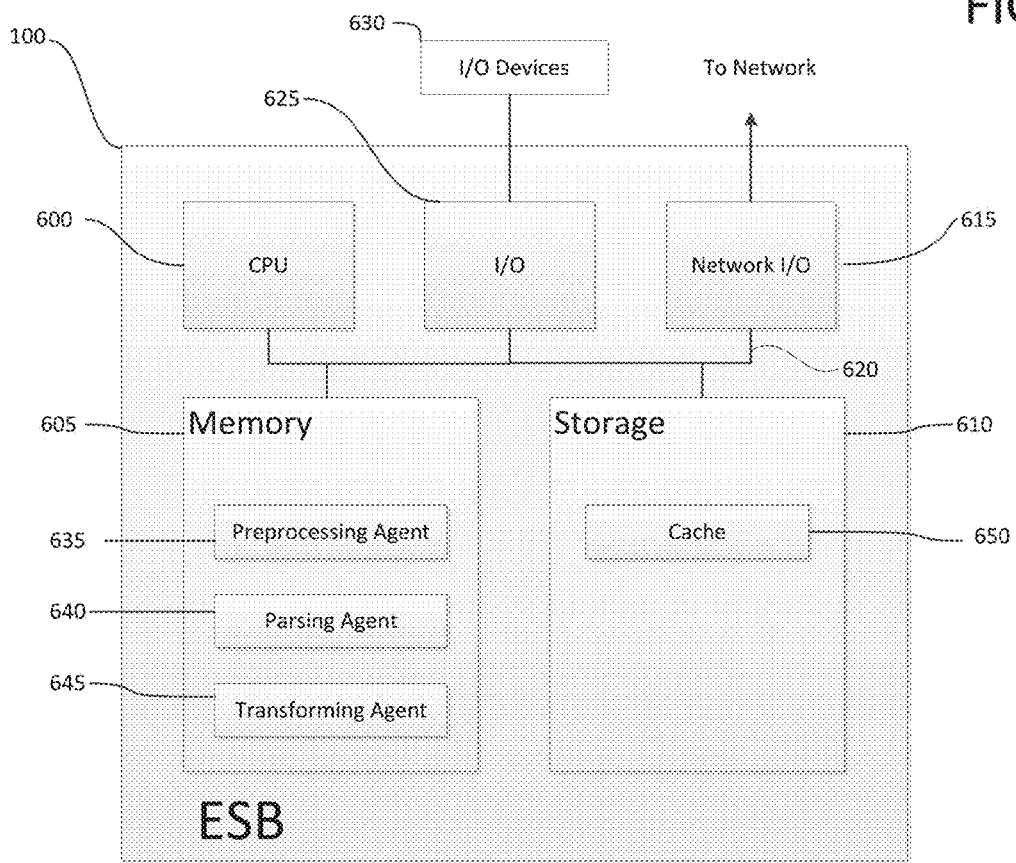 FIG
630
100
I/O Devices
To Network
625
600
615
CPU
I/O
Network I/O
620
605
Memory
Storage
610
635
Preprocessing Agent
Cache
650
640
Parsing Agent
645
Transforming Agent
ESB